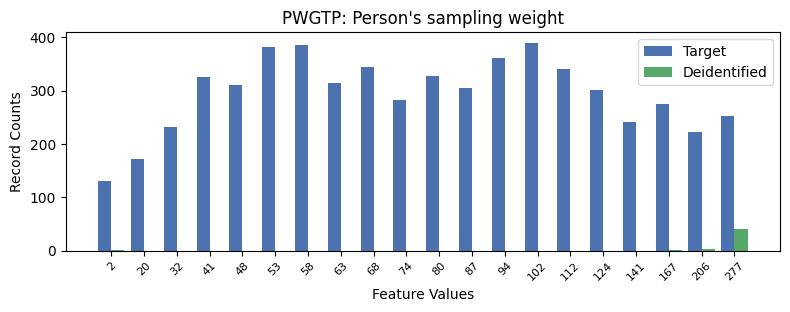 PWGTP: Person's sampling weight
Record Counts
400
300
200
100
0
Target
Deidentified
2 20 32 41 48 53 58 63 68 74 80 87 94 102 112 124 141 167 206 277
Feature Values